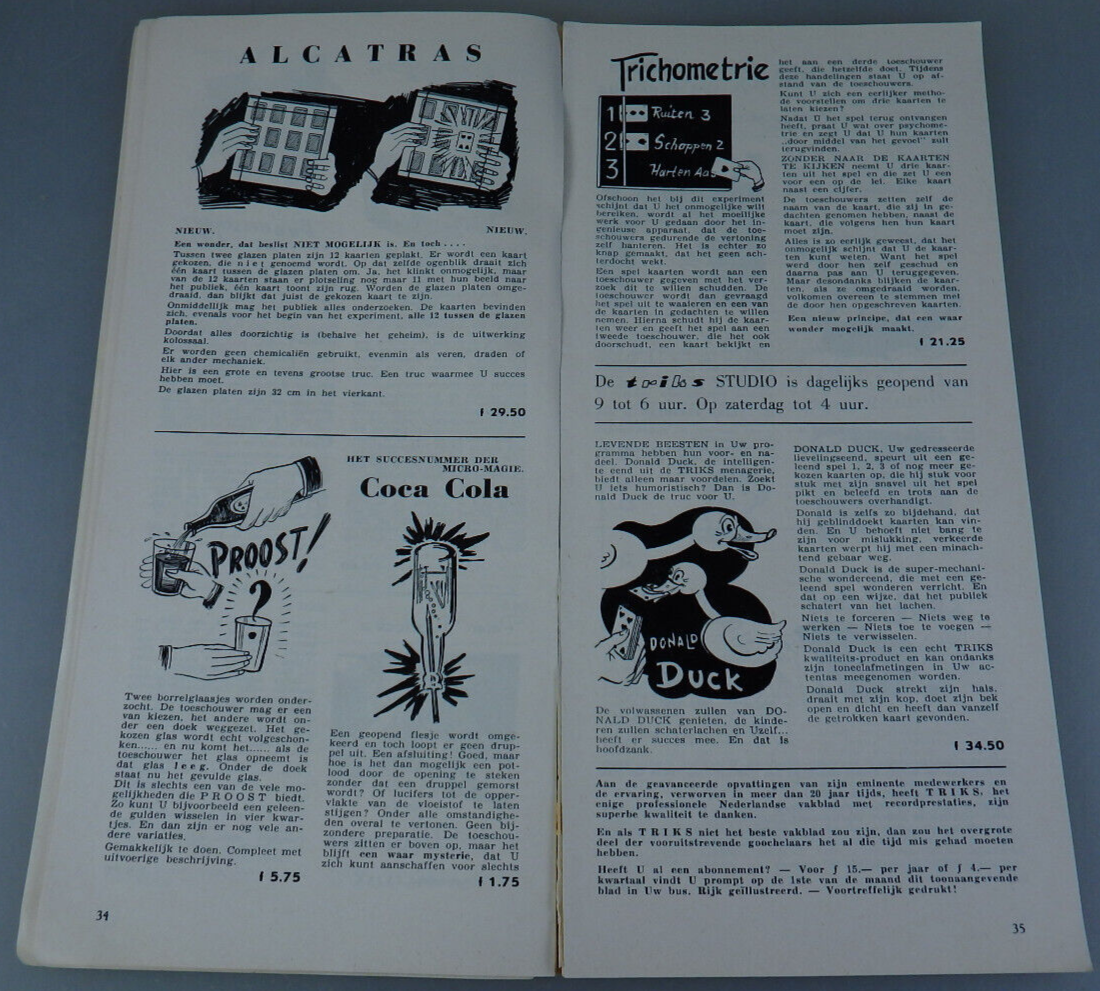 ALCATRAS
NIEUW. NIEUW.
Een wonder, dat beslist NIET MOGELIJK is. En toch ....
Tussen twee glazen platen zijn 12 kaarten geplakt. Er wordt een kaart
gekozen, die niet genoemd wordt. Op dat zelfde ogenblik draait zich
één kaart tussen de glazen platen om. Ja, het klinkt onmogelijk, maar
van de 12 kaarten staan er plotseling nog maar 11 met hun beeld naar
het publiek, één kaart toont zijn rug. Worden de glazen platen omge-
draaid, dan blijkt dat juist de gekozen kaart te zijn.
Onmiddellijk mag het publiek alles onderzoeken. De kaarten bevinden
zich, evenals voor het begin van het experiment, alle 12 tussen de glazen
platen.
Doordat alles doorzichtig is (behalve het geheim), is de uitwerking
kolossaal.
Er worden geen chemicaliën gebruikt, evenmin als veren, draden of
elk ander mechaniek.
Hier is een grote en tevens grootse truc. Een truc waarmee U succes
hebben moet.
De glazen platen zijn 32 cm in het vierkant.
f 29.50
PROOST!
?
Twee borrelglaasjes worden onder-
zocht. De toeschouwer mag er een
van kiezen, het andere wordt on-
der een doek weggezet. Het ge-
kozen glas wordt echt volgeschon-
ken...... en nu komt het...... als de
toeschouwer het glas opneemt is
dat glas leeg. Onder de doek
staat nu het gevulde glas.
Dit is slechts een van de vele mo-
gelijkheden die PROOST biedt.
Zo kunt U bijvoorbeeld een geleen-
de gulden wisselen in vier kwar-
tjes. En dan zijn er nog vele an-
dere variaties.
Gemakkelijk te doen. Compleet met
uitvoerige beschrijving.
f 5.75
HET SUCCESNUMMER DER
MICRO-MAGIE.
Coca Cola
Een geopend flesje wordt omge-
keerd en toch loopt er geen drup-
pel uit. Een afsluiting! Goed, maar
hoe is het dan mogelijk een pot-
lood door de opening te steken
zonder dat een druppel gemorst
wordt? Of lucifers tot de opper-
vlakte van de vloeistof te laten
stijgen? Onder alle omstandighe-
den overal te vertonen. Geen bij-
zondere preparatie. De toeschou-
wers zitten er boven op, maar het
blijft een waar mysterie, dat U
zich kunt aanschaffen voor slechts
f 1.75
34
Trichometrie
1 Ruiten 3
2 Schoppen 2
3 Harten Aas
Ofschoon het bij dit experiment
schijnt dat U het onmogelijke wilt
bereiken, wordt al het moeilijke
werk voor U gedaan door het in-
genieuse apparaat, dat de toe-
schouwers gedurende de vertoning
zelf hanteren. Het is echter zo
knap gemaakt, dat het geen ach-
terdocht wekt.
Een spel kaarten wordt aan een
toeschouwer gegeven met het ver-
zoek dit te willen schudden. De
toeschouwer wordt dan gevraagd
het spel uit te waaieren en een van
de kaarten in gedachten te willen
nemen. Hierna schudt hij de kaar-
ten weer en geeft het spel aan een
tweede toeschouwer, die het ook
doorschudt, een kaart bekijkt en
het aan een derde toeschouwer
geeft, die hetzelfde doet. Tijdens
deze handelingen staat U op af-
stand van de toeschouwers.
Kunt U zich een eerlijker metho-
de voorstellen om drie kaarten te
laten kiezen?
Nadat U het spel terug ontvangen
heeft, praat U wat over psychome-
trie en zegt U dat U hun kaarten
„door middel van het gevoel" zult
terugvinden.
ZONDER NAAR DE KAARTEN
TE KIJKEN neemt U drie kaar-
ten uit het spel en die zet U een
voor een op de lei. Elke kaart
naast een cijfer.
De toeschouwers zetten zelf de
naam van de kaart, die zij in ge-
dachten genomen hebben, naast de
kaart, die volgens hen hun kaart
moet zijn.
Alles is zo eerlijk geweest, dat het
onmogelijk schijnt dat U de kaar-
ten kunt weten. Want het spel
werd door hen zelf geschud en
daarna pas aan U teruggegeven.
Maar desondanks blijken de kaar-
ten, als ze omgedraaid worden,
volkomen overeen te stemmen met
de door hen opgeschreven kaarten.
Een nieuw principe, dat een waar
wonder mogelijk maakt.
f 21.25
De triks STUDIO is dagelijks geopend van
9 tot 6 uur. Op zaterdag tot 4 uur.
LEVENDE BEESTEN in Uw pro-
gramma hebben hun voor- en na-
deel. Donald Duck, de intelligen-
te eend uit de TRIKS menagerie,
biedt alleen maar voordelen. Zoekt
U iets humoristisch? Dan is Do-
nald Duck de truc voor U.
DONALD
DUCK
De volwassenen zullen van DO-
NALD DUCK genieten, de kinde-
ren zullen schaterlachen en Uzelf...
heeft er succes mee. En dat is
hoofdzaak.
DONALD DUCK, Uw gedresseerde
lievelingseend, speurt uit een ge-
leend spel 1, 2, 3 of nog meer ge-
kozen kaarten op, die hij stuk voor
stuk met zijn snavel uit het spel
pikt en beleefd en trots aan de
toeschouwers overhandigt.
Donald is zelfs zo bijdehand, dat
hij geblinddoekt kaarten kan vin-
den. En U behoeft niet bang te
zijn voor mislukking, verkeerde
kaarten werpt hij met een minach-
tend gebaar weg.
Donald Duck is de super-mechani-
sche wondereend, die met een ge-
leend spel wonderen verricht. En
dat op een wijze, dat het publiek
schatert van het lachen.
Niets te forceren — Niets weg te
werken — Niets toe te voegen —
Niets te verwisselen.
Donald Duck is een echt TRIKS
kwaliteits-product en kan ondanks
zijn toneelafmetingen in Uw ac-
tentas meegenomen worden.
Donald Duck strekt zijn hals,
draait met zijn kop, doet zijn bek
open en dicht en heeft dan vanzelf
de getrokken kaart gevonden.
f 34.50
Aan de geavanceerde opvattingen van zijn eminente medewerkers en
de ervaring, verworven in meer dan 20 jaar tijds, heeft TRIKS, het
enige professionele Nederlandse vakblad met recordprestaties, zijn
superbe kwaliteit te danken.
En als TRIKS niet het beste vakblad zou zijn, dan zou het overgrote
deel der vooruitstrevende goochelaars het al die tijd mis gehad moeten
hebben.
Heeft U al een abonnement? — Voor f 15.— per jaar of f 4.— per
kwartaal vindt U prompt op de 1ste van de maand dit toonaangevende
blad in Uw bus. Rijk geïllustreerd. — Voortreffelijk gedrukt!
35